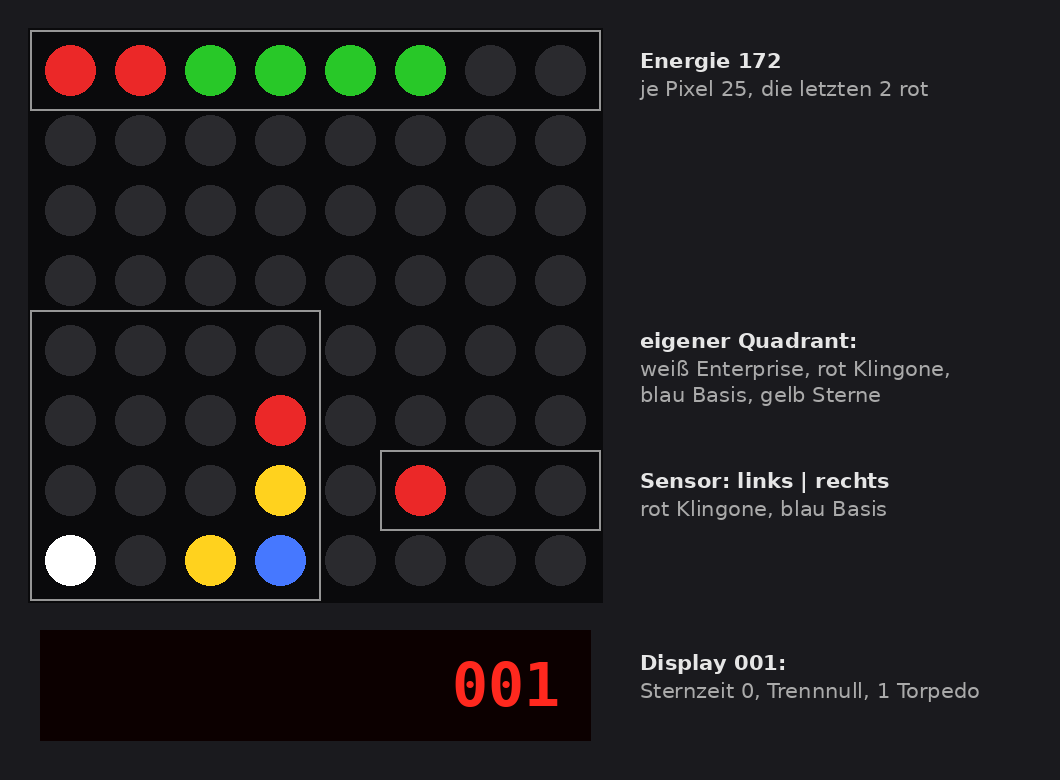 Energie 172
je Pixel 25, die letzten 2 rot
eigener Quadrant:
weiß Enterprise, rot Klingone,
blau Basis, gelb Sterne
Sensor: links | rechts
rot Klingone, blau Basis
001
Display 001:
Sternzeit 0, Trennnull, 1 Torpedo